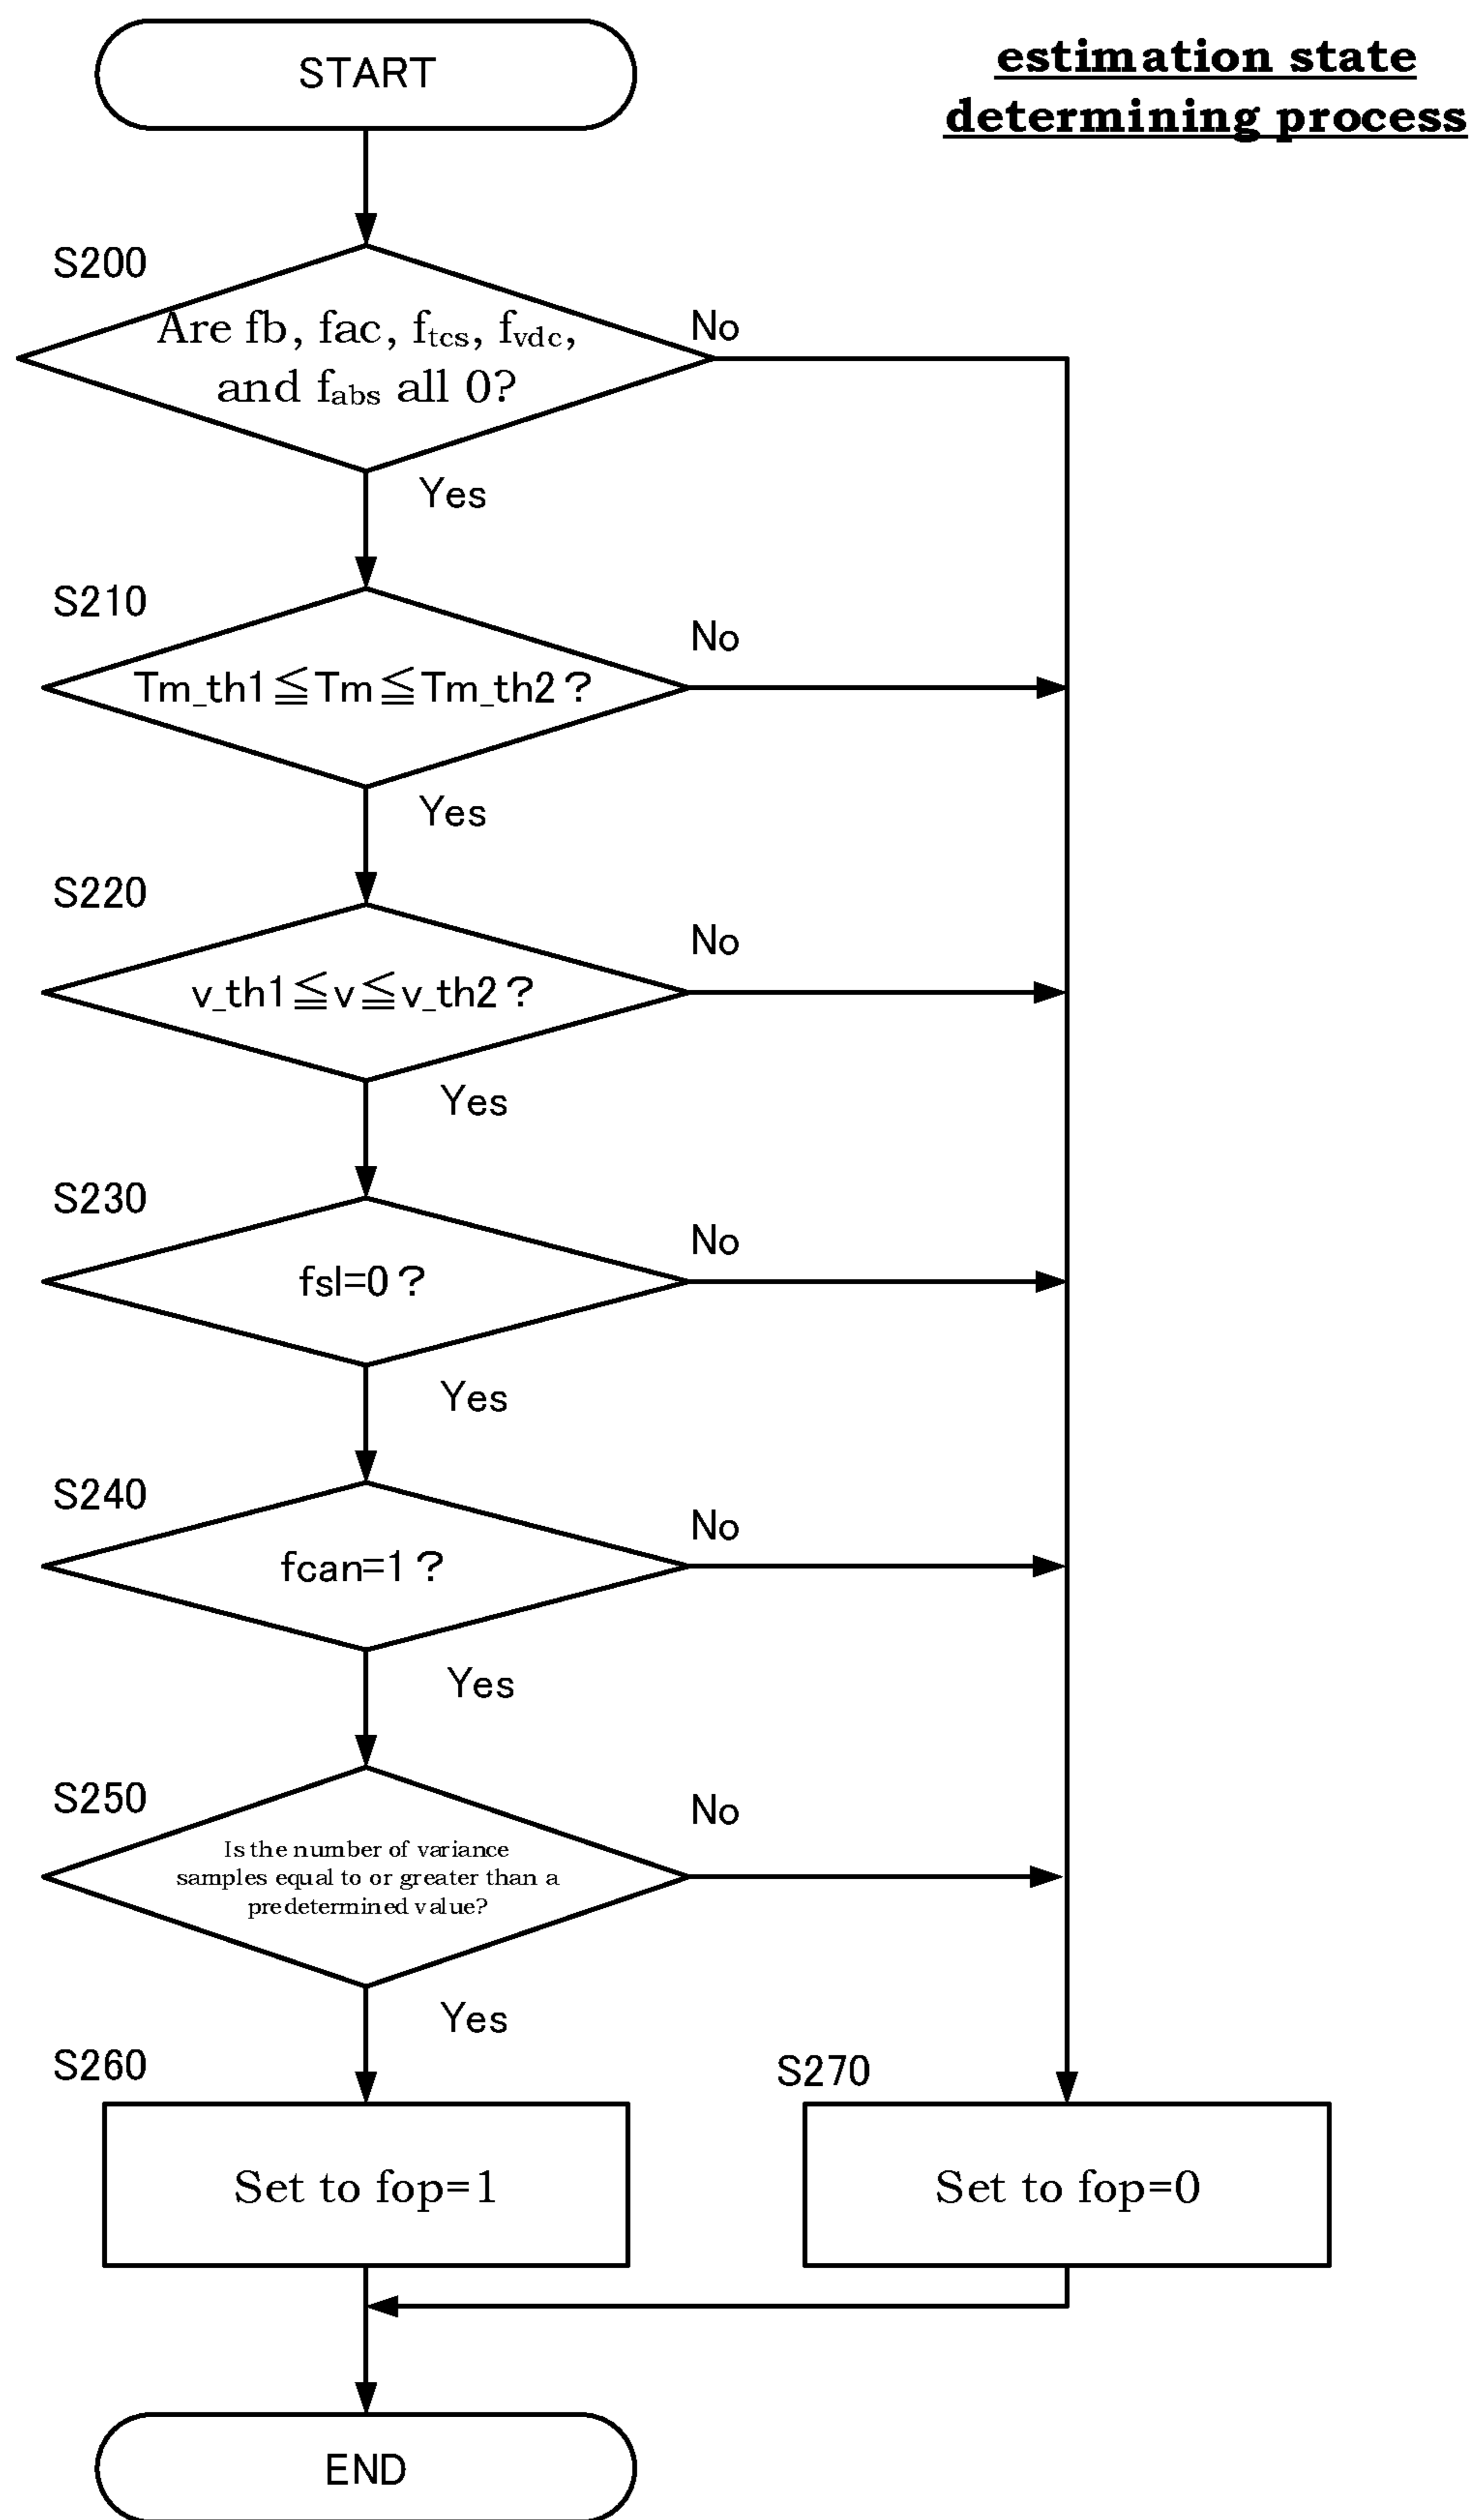 START
estimation state
determining process
S200
Are fb, fac, ftcs, fvdc,
and fabs all 0?
No
Yes
S210
Tm_th1≦Tm≦Tm_th2?
No
Yes
S220
v_th1≦v≦v_th2?
No
Yes
S230
fsl=0?
No
Yes
S240
fcan=1?
No
Yes
S250
Is the number of variance
samples equal to or greater than a
predetermined value?
No
Yes
S260
Set to fop=1
S270
Set to fop=0
END